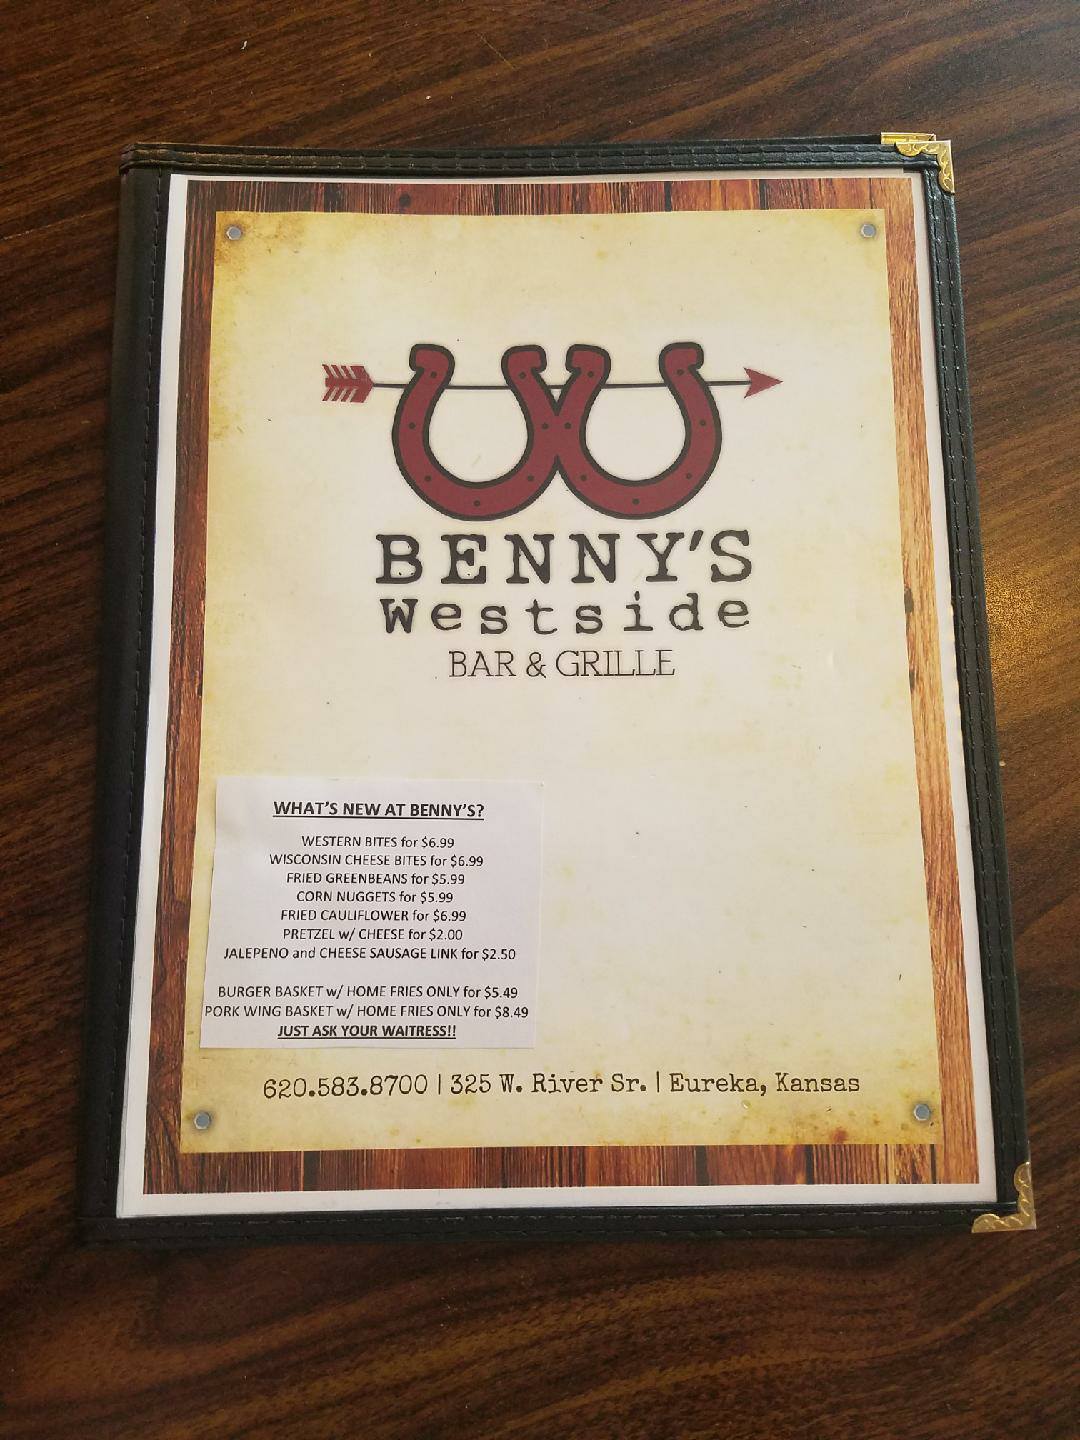 BENNY'S
Westside
BAR & GRILLE
WHAT'S NEW AT BENNY'S?
WESTERN BITES for $6.99
WISCONSIN CHEESE BITES for $6.99
FRIED GREENBEANS for $5.99
CORN NUGGETS for $5.99
FRIED CAULIFLOWER for $6.99
PRETZEL w/ CHEESE for $2.00
JALEPENO and CHEESE SAUSAGE LINK for $2.50
BURGER BASKET w/ HOME FRIES ONLY for $5.49
PORK WING BASKET w/ HOME FRIES ONLY for $8.49
JUST ASK YOUR WAITRESS!!
620.583.8700 | 325 W. River Sr. | Eureka, Kansas